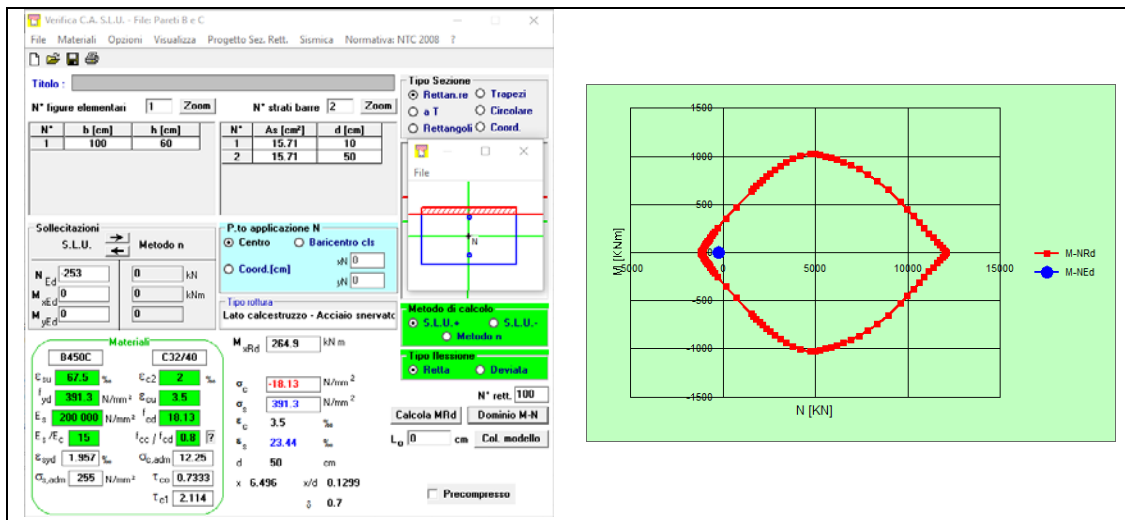 Verifica C.A. S.L.U. - File: Pareti B e C
File Materiali Opzioni Visualizza Progetto Sez. Rett. Sismica Normativa: NTC 2008 ?
Titolo :
N° figure elementari 1 Zoom N° strati barre 2 Zoom
N° b [cm] h [cm]
1 100 60
N° As [cm²] d [cm]
1 15.71 10
2 15.71 50
Tipo Sezione
Rettan.re Trapezi
a T Circolare
Rettangoli Coord.
File
N
Sollecitazioni
S.L.U. Metodo n
N Ed -253 0 kN
M xEd 0 0 kNm
M yEd 0 0
P.to applicazione N
Centro Baricentro cls
Coord.[cm] xN 0
yN 0
Tipo rottura
Lato calcestruzzo - Acciaio snervato
Metodo di calcolo
S.L.U.+ S.L.U.-
Metodo n
Tipo flessione
Retta Deviata
Materiali
B450C C32/40
εsu 67.5 ‰ εc2 2 ‰
fyd 391.3 N/mm² εcu 3.5
Es 200 000 N/mm² fcd 18.13
Es/Ec 15 fcc / fcd 0.8 ?
εsyd 1.957 ‰ σc,adm 12.25
σs,adm 255 N/mm² τco 0.7333
τc1 2.114
M xRd 264.9 kN m
σc -18.13 N/mm²
σs 391.3 N/mm²
εc 3.5 ‰
εs 23.44 ‰
d 50 cm
x 6.496 x/d 0.1299
δ 0.7
N° rett. 100
Calcola MRd Dominio M-N
Lo 0 cm Col. modello
Precompresso
1500
1000
500
0
-500
-1000
-1500
-5000 0 5000 10000 15000
M [KNm]
N [KN]
M-NRd
M-NEd